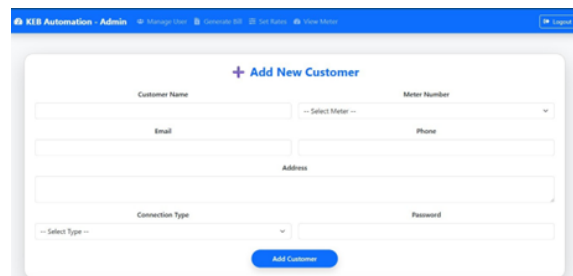 KEB Automation - Admin Manage User Generate Bill Set Rates View Meter Logout
Add New Customer
Customer Name Meter Number
-- Select Meter --
Email Phone
Address
Connection Type Password
-- Select Type --
Add Customer